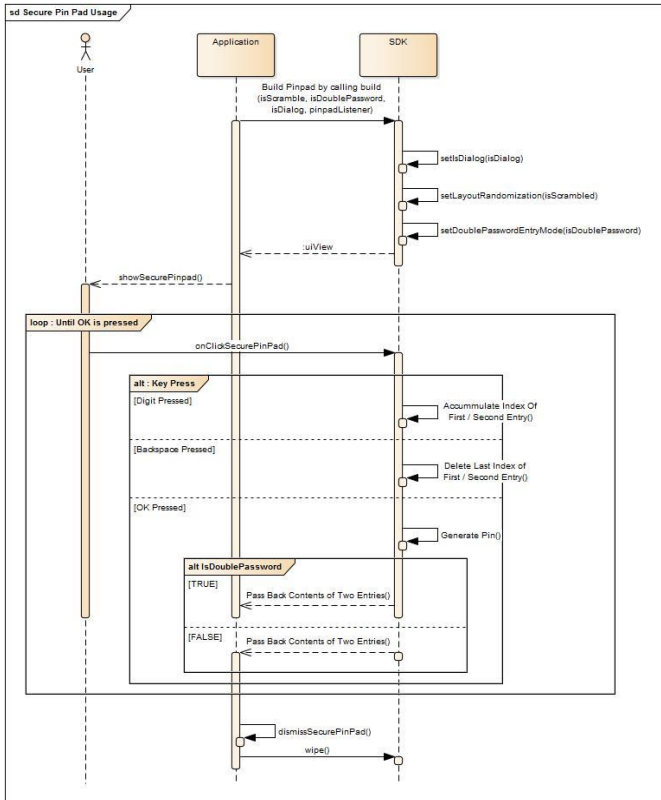 sd Secure Pin Pad Usage
User
Application
SDK
Build Pinpad by calling build
(isScramble, isDoublePassword,
isDialog, pinpadListener)
setIsDialog(isDialog)
setLayoutRandomization(isScrambled)
setDoublePasswordEntryMode(isDoublePassword)
:uiView
showSecurePinpad()
loop : Until OK is pressed
onClickSecurePinPad()
alt : Key Press
[Digit Pressed]
Accummulate Index Of
First / Second Entry()
[Backspace Pressed]
Delete Last Index of
First / Second Entry()
[OK Pressed]
Generate Pin()
alt IsDoublePassword
[TRUE]
Pass Back Contents of Two Entries()
[FALSE]
Pass Back Contents of Two Entries()
dismissSecurePinPad()
wipe()